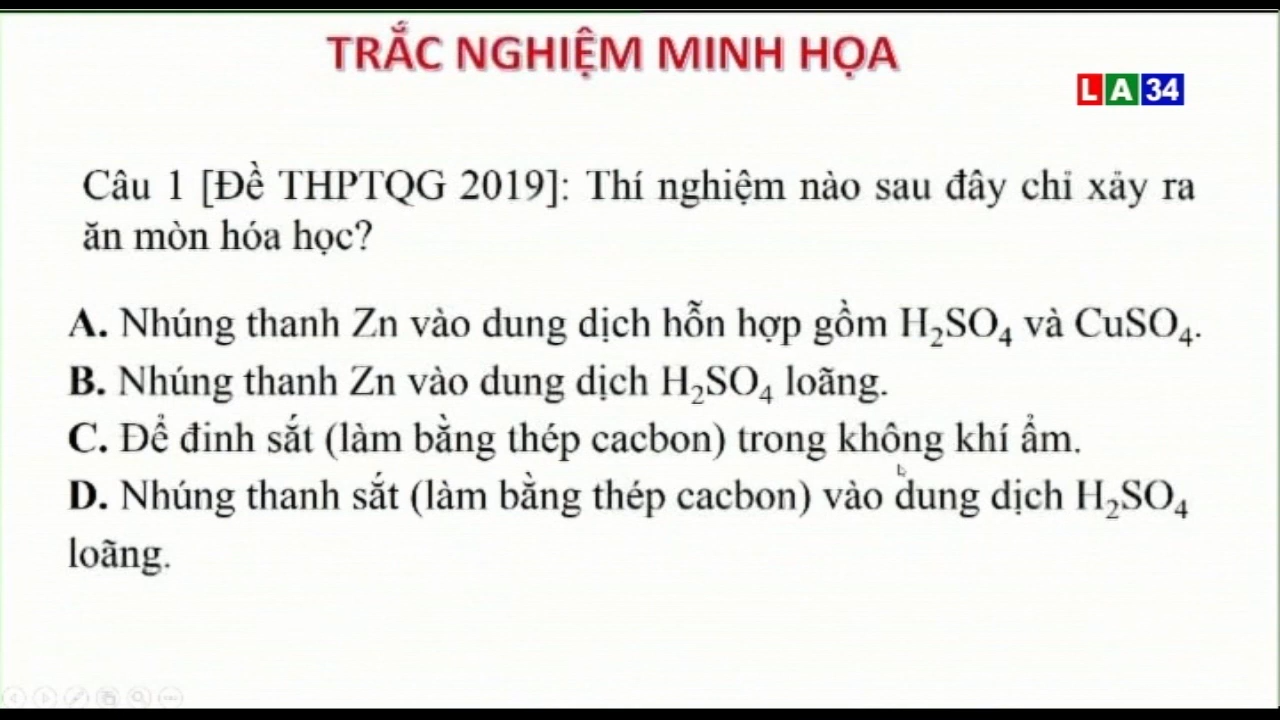 TRẮC NGHIỆM MINH HỌA
LA34
Câu 1 [Đề THPTQG 2019]: Thí nghiệm nào sau đây chỉ xảy ra
ăn mòn hóa học?
A. Nhúng thanh Zn vào dung dịch hỗn hợp gồm H₂SO₄ và CuSO₄.
B. Nhúng thanh Zn vào dung dịch H₂SO₄ loãng.
C. Để đinh sắt (làm bằng thép cacbon) trong không khí ẩm.
D. Nhúng thanh sắt (làm bằng thép cacbon) vào dung dịch H₂SO₄
loãng.